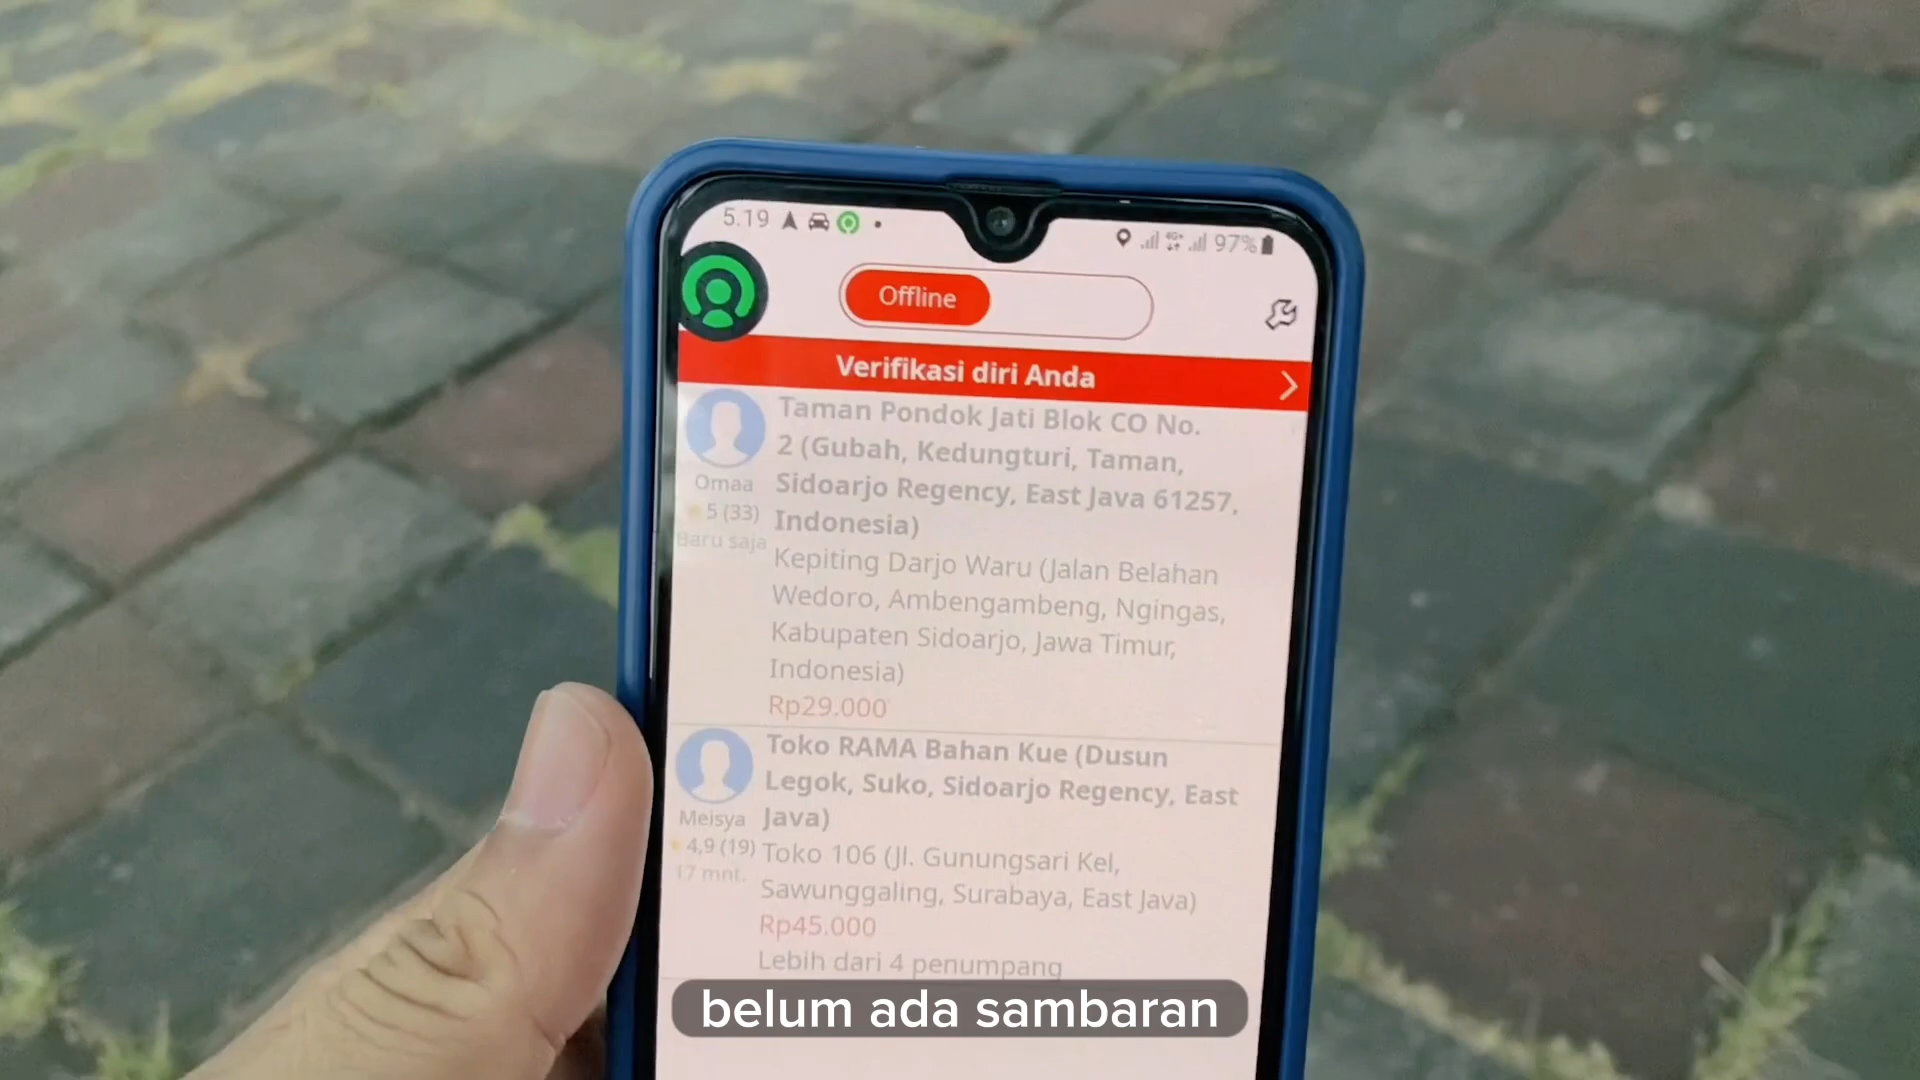 5.19
4G+
97%
Offline
Verifikasi diri Anda
Omaa
5 (33)
Baru saja
Taman Pondok Jati Blok CO No.
2 (Gubah, Kedungturi, Taman,
Sidoarjo Regency, East Java 61257,
Indonesia)
Kepiting Darjo Waru (Jalan Belahan
Wedoro, Ambengambeng, Ngingas,
Kabupaten Sidoarjo, Jawa Timur,
Indonesia)
Rp29.000
Meisya
4,9 (19)
17 mnt.
Toko RAMA Bahan Kue (Dusun
Legok, Suko, Sidoarjo Regency, East
Java)
Toko 106 (Jl. Gunungsari Kel,
Sawunggaling, Surabaya, East Java)
Rp45.000
Lebih dari 4 penumpang
belum ada sambaran